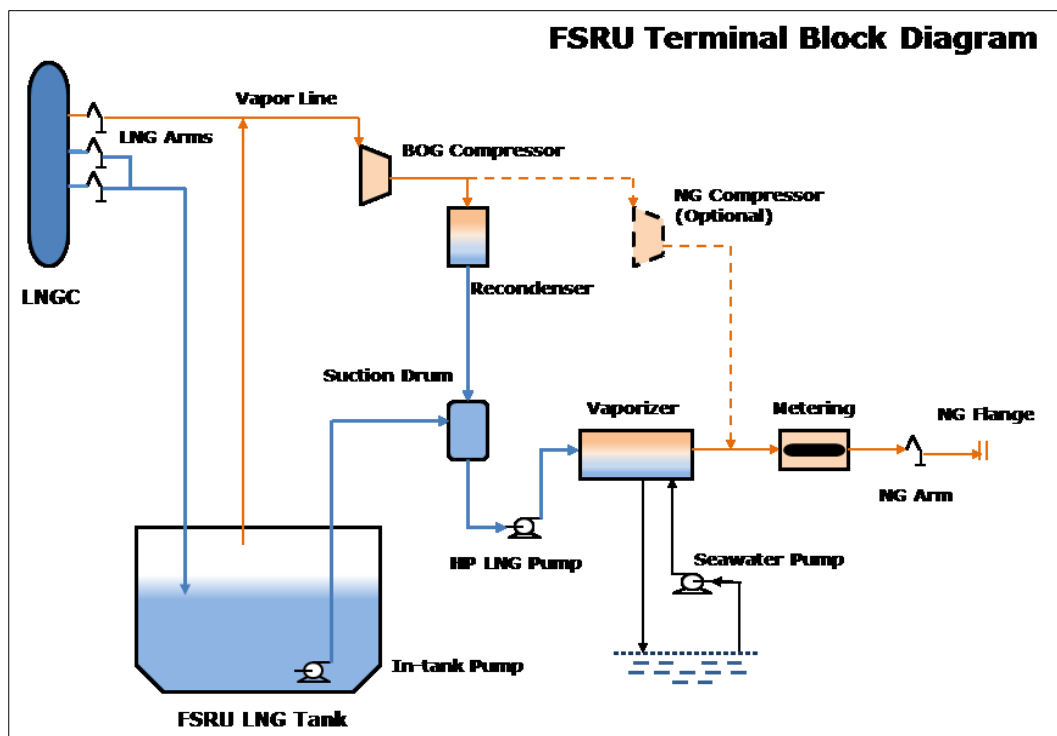 FSRU Terminal Block Diagram
Vapor Line
LNG Arms
BOG Compressor
NG Compressor
(Optional)
LNGC
Recondenser
Suction Drum
Vaporizer
Metering
NG Flange
NG Arm
HP LNG Pump
Seawater Pump
In-tank Pump
FSRU LNG Tank